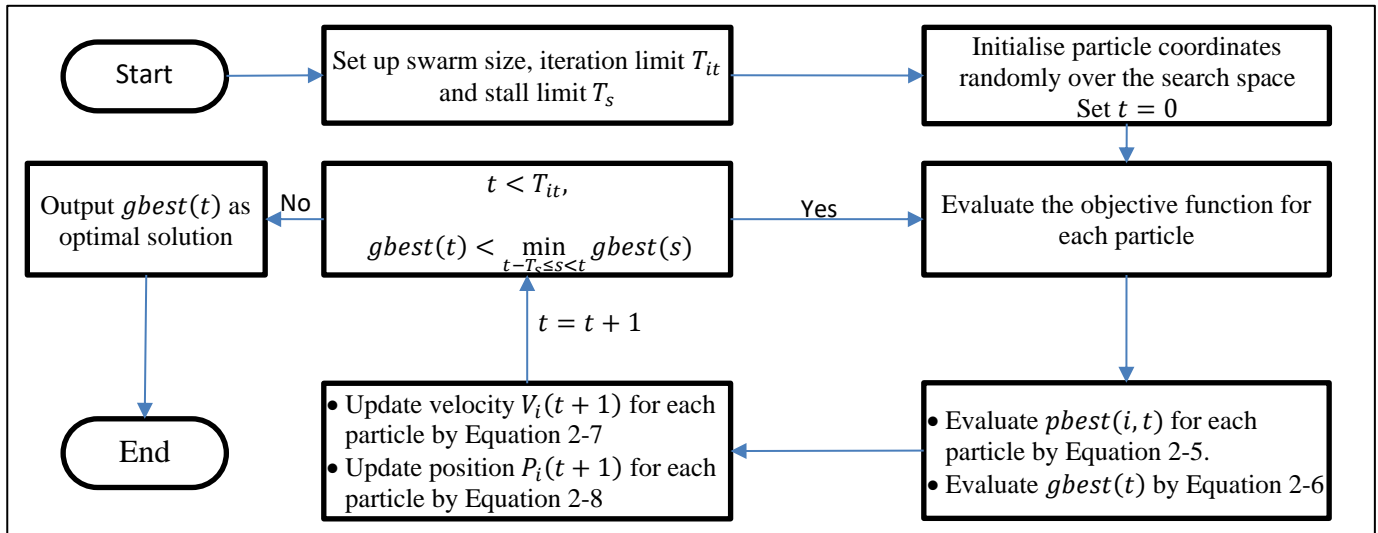 Start
Set up swarm size, iteration limit T_it
and stall limit T_s
Initialise particle coordinates
randomly over the search space
Set t = 0
Output gbest(t) as
optimal solution
No
t < T_it,
gbest(t) < min gbest(s)
t−T_s≤s<t
Yes
Evaluate the objective function for
each particle
t = t + 1
End
• Update velocity V_i(t + 1) for each
particle by Equation 2-7
• Update position P_i(t + 1) for each
particle by Equation 2-8
• Evaluate pbest(i, t) for each
particle by Equation 2-5.
• Evaluate gbest(t) by Equation 2-6